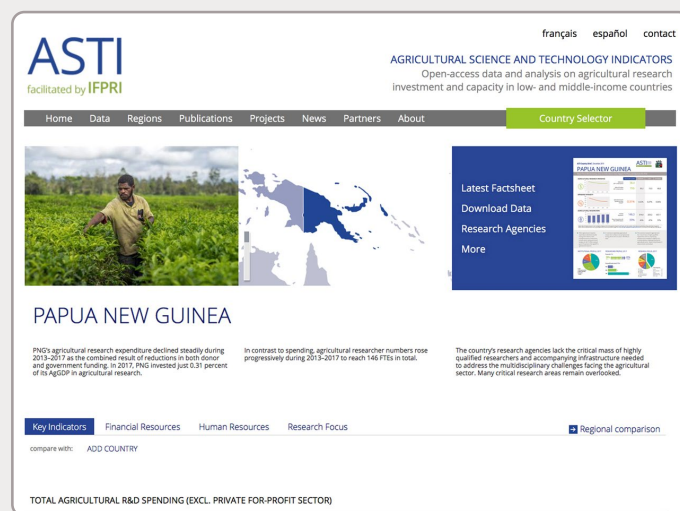 français español contact
ASTI
facilitated by IFPRI
AGRICULTURAL SCIENCE AND TECHNOLOGY INDICATORS
Open-access data and analysis on agricultural research
investment and capacity in low- and middle-income countries
Home Data Regions Publications Projects News Partners About Country Selector
Latest Factsheet
Download Data
Research Agencies
More
ASTI
PAPUA NEW GUINEA
PAPUA NEW GUINEA
PNG's agricultural research expenditure declined steadily during
2013–2017 as the combined result of reductions in both donor
and government funding. In 2017, PNG invested just 0.31 percent
of its AgGDP in agricultural research.
In contrast to spending, agricultural researcher numbers rose
progressively during 2013–2017 to reach 146 FTEs in total.
The country's research agencies lack the critical mass of highly
qualified researchers and accompanying infrastructure needed
to address the multidisciplinary challenges facing the agricultural
sector. Many critical research areas remain overlooked.
Key Indicators Financial Resources Human Resources Research Focus Regional comparison
compare with: ADD COUNTRY
TOTAL AGRICULTURAL R&D SPENDING (EXCL. PRIVATE FOR-PROFIT SECTOR)